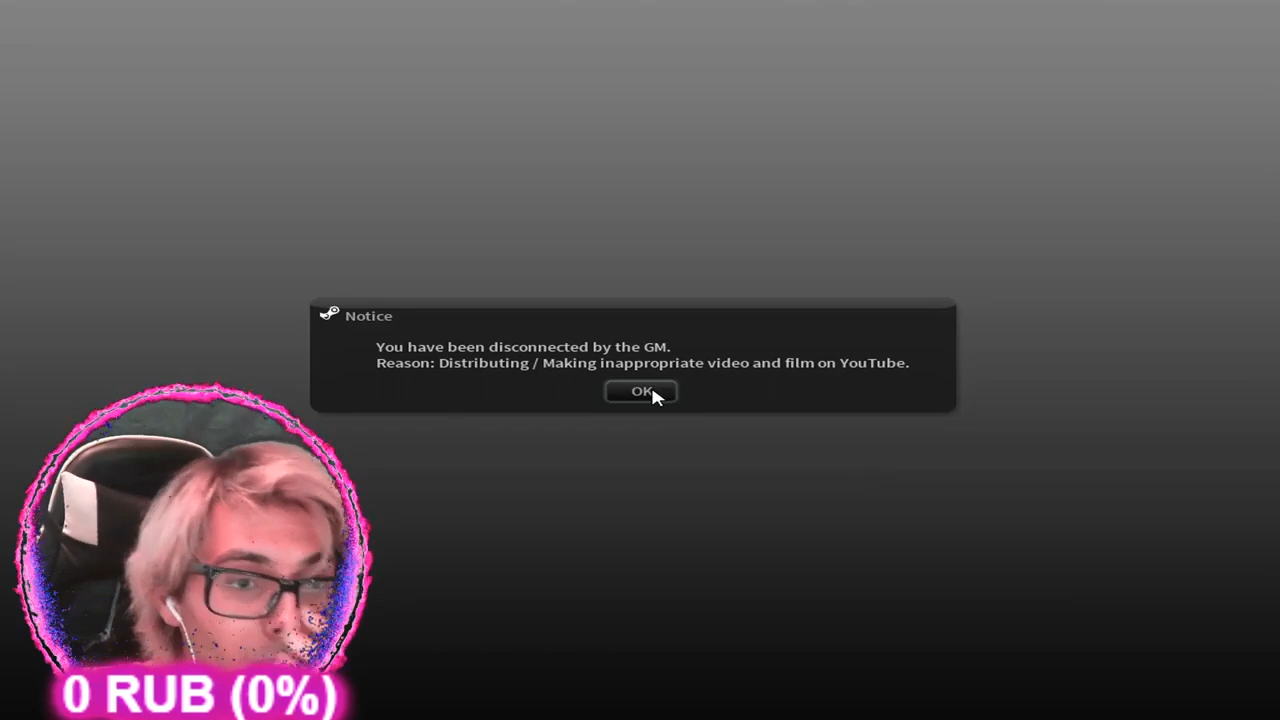 Notice
You have been disconnected by the GM.
Reason: Distributing / Making inappropriate video and film on YouTube.
OK
0 RUB (0%)